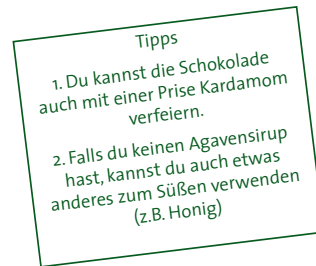 Tipps
1. Du kannst die Schokolade
auch mit einer Prise Kardamom
verfeiern.
2. Falls du keinen Agavensirup
hast, kannst du auch etwas
anderes zum Süßen verwenden
(z.B. Honig)